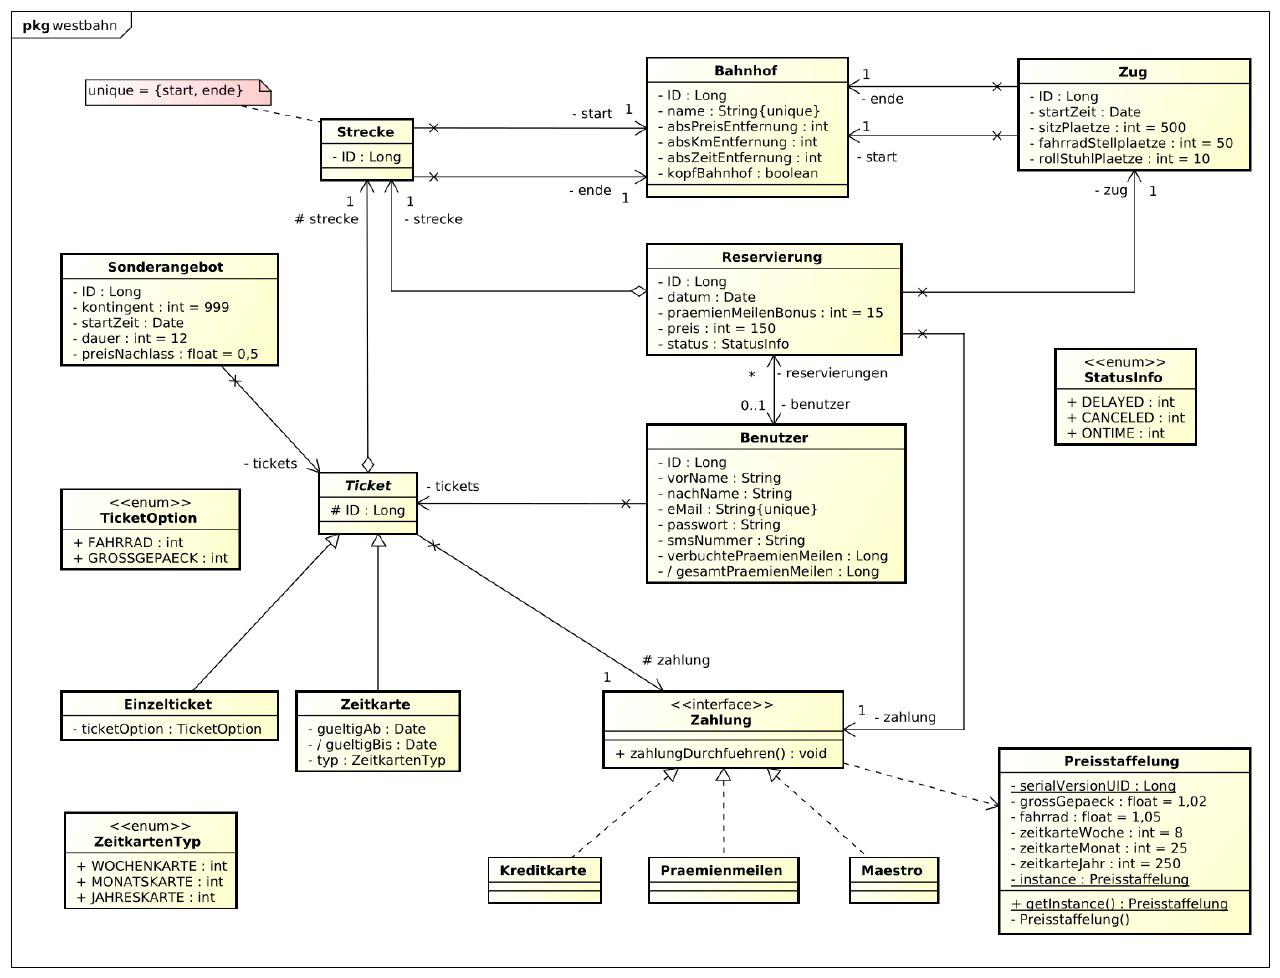 pkg westbahn
unique = {start, ende}
Strecke
- ID : Long
- start
1
- ende
1
Bahnhof
- ID : Long
- name : String{unique}
- absPreisEntfernung : int
- absKmEntfernung : int
- absZeitEntfernung : int
- kopfBahnhof : boolean
1
- ende
1
- start
Zug
- ID : Long
- startZeit : Date
- sitzPlaetze : int = 500
- fahrradStellplaetze : int = 50
- rollStuhlPlaetze : int = 10
- zug
1
1
# strecke
1
- strecke
Sonderangebot
- ID : Long
- kontingent : int = 999
- startZeit : Date
- dauer : int = 12
- preisNachlass : float = 0,5
Reservierung
- ID : Long
- datum : Date
- praemienMeilenBonus : int = 15
- preis : int = 150
- status : StatusInfo
<<enum>>
StatusInfo
+ DELAYED : int
+ CANCELED : int
+ ONTIME : int
*
- reservierungen
0..1
- benutzer
Benutzer
- ID : Long
- vorName : String
- nachName : String
- eMail : String{unique}
- passwort : String
- smsNummer : String
- verbuchtePraemienMeilen : Long
- / gesamtPraemienMeilen : Long
- tickets
Ticket
# ID : Long
- tickets
<<enum>>
TicketOption
+ FAHRRAD : int
+ GROSSGEPAECK : int
# zahlung
1
Einzelticket
- ticketOption : TicketOption
Zeitkarte
- gueltigAb : Date
- / gueltigBis : Date
- typ : ZeitkartenTyp
<<interface>>
Zahlung
+ zahlungDurchfuehren() : void
1
- zahlung
Preisstaffelung
- serialVersionUID : Long
- grossGepaeck : float = 1,02
- fahrrad : float = 1,05
- zeitkarteWoche : int = 8
- zeitkarteMonat : int = 25
- zeitkarteJahr : int = 250
- instance : Preisstaffelung
+ getInstance() : Preisstaffelung
- Preisstaffelung()
<<enum>>
ZeitkartenTyp
+ WOCHENKARTE : int
+ MONATSKARTE : int
+ JAHRESKARTE : int
Kreditkarte
Praemienmeilen
Maestro